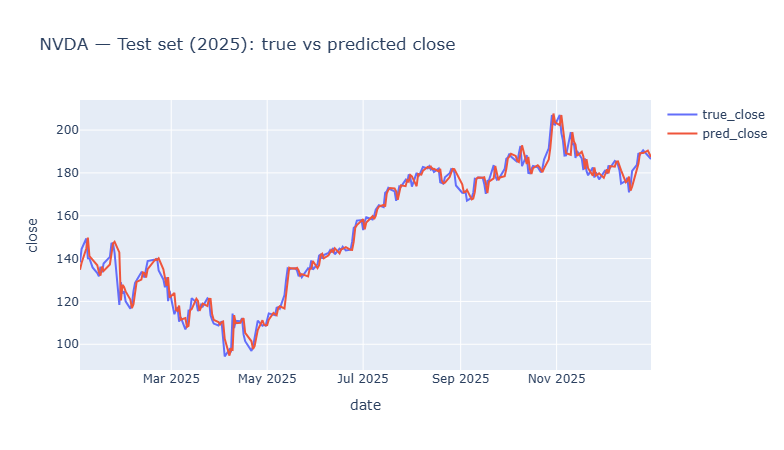 NVDA — Test set (2025): true vs predicted close
true_close
pred_close
200
180
160
140
120
100
close
Mar 2025 May 2025 Jul 2025 Sep 2025 Nov 2025
date